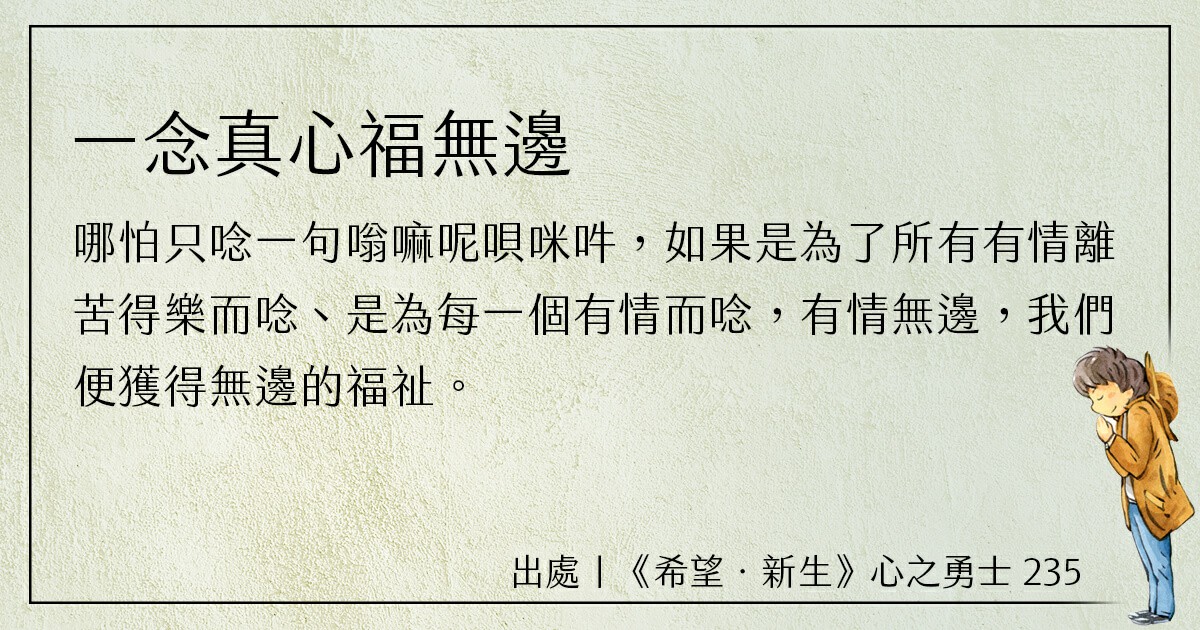 一念真心福無邊
哪怕只唸一句嗡嘛呢唄咪吽，如果是為了所有有情離
苦得樂而唸、是為每一個有情而唸，有情無邊，我們
便獲得無邊的福祉。
出處｜《希望．新生》心之勇士 235